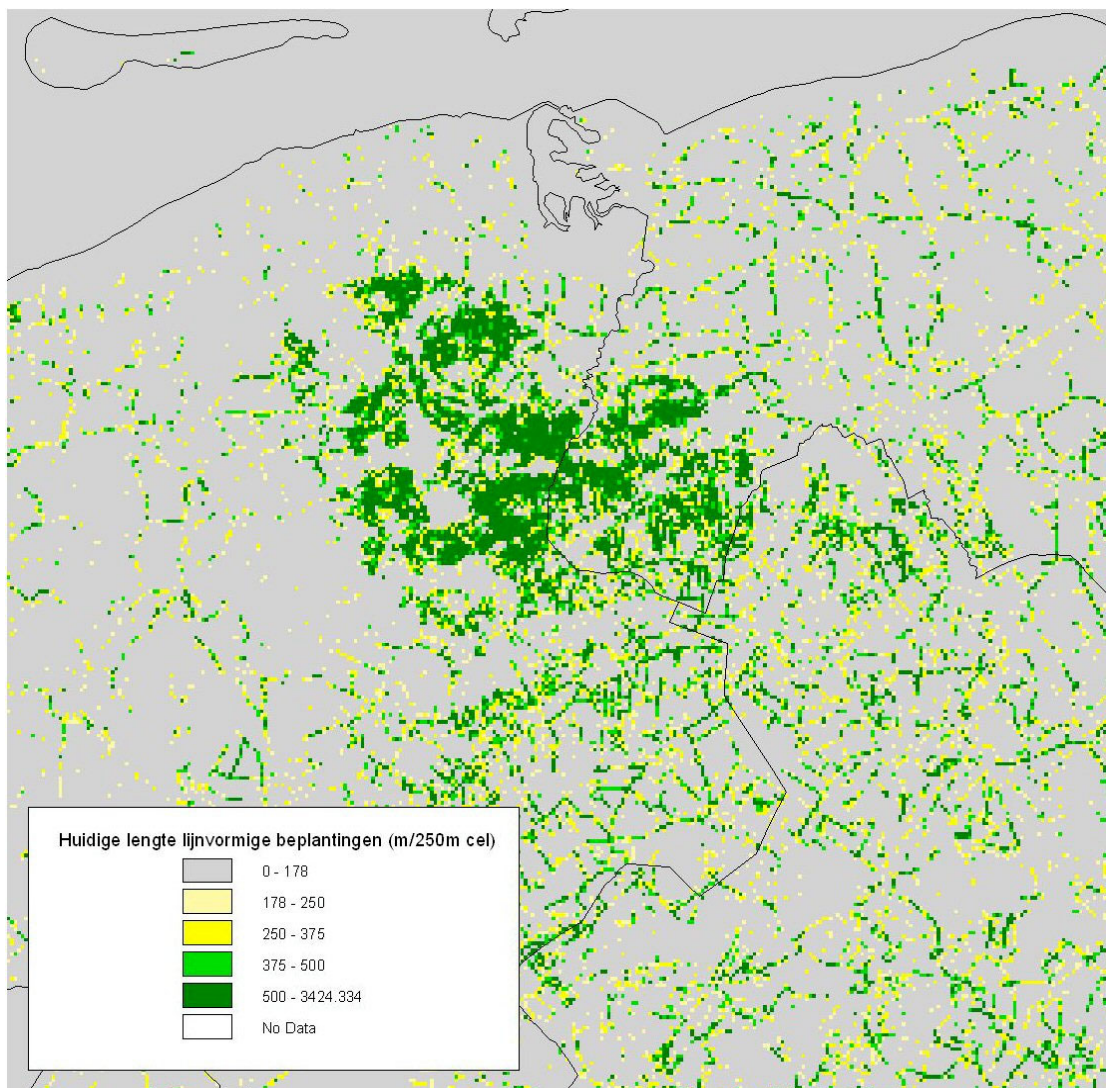 Huidige lengte lijnvormige beplantingen (m/250m cel)
0 - 178
178 - 250
250 - 375
375 - 500
500 - 3424.334
No Data